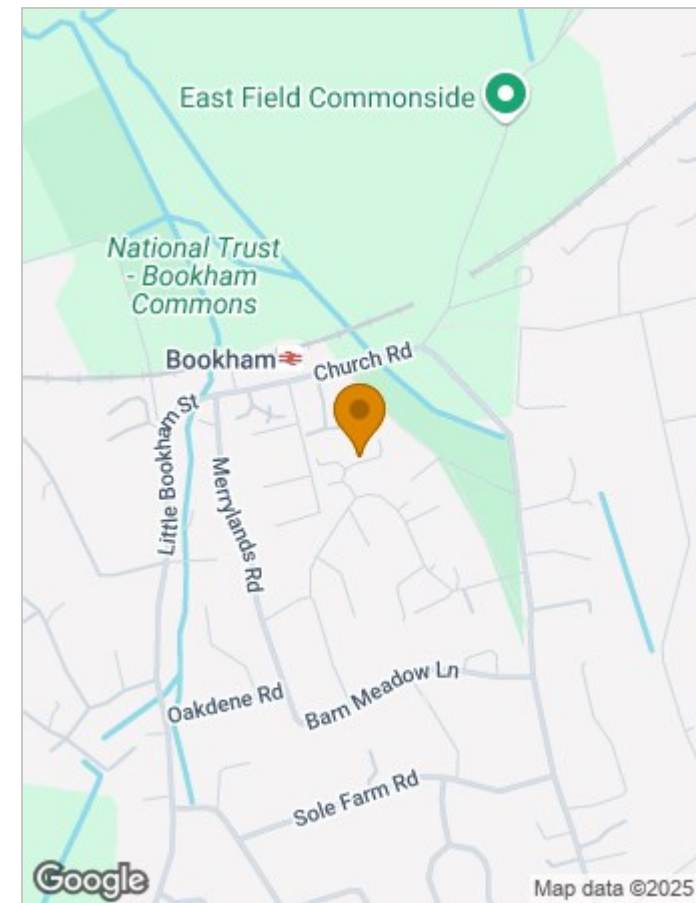 East Field Commonside
National Trust
- Bookham
Commons
Bookham
Church Rd
Little Bookham St
Merrylands Rd
Oakdene Rd
Barn Meadow Ln
Sole Farm Rd
Google
Map data ©2025